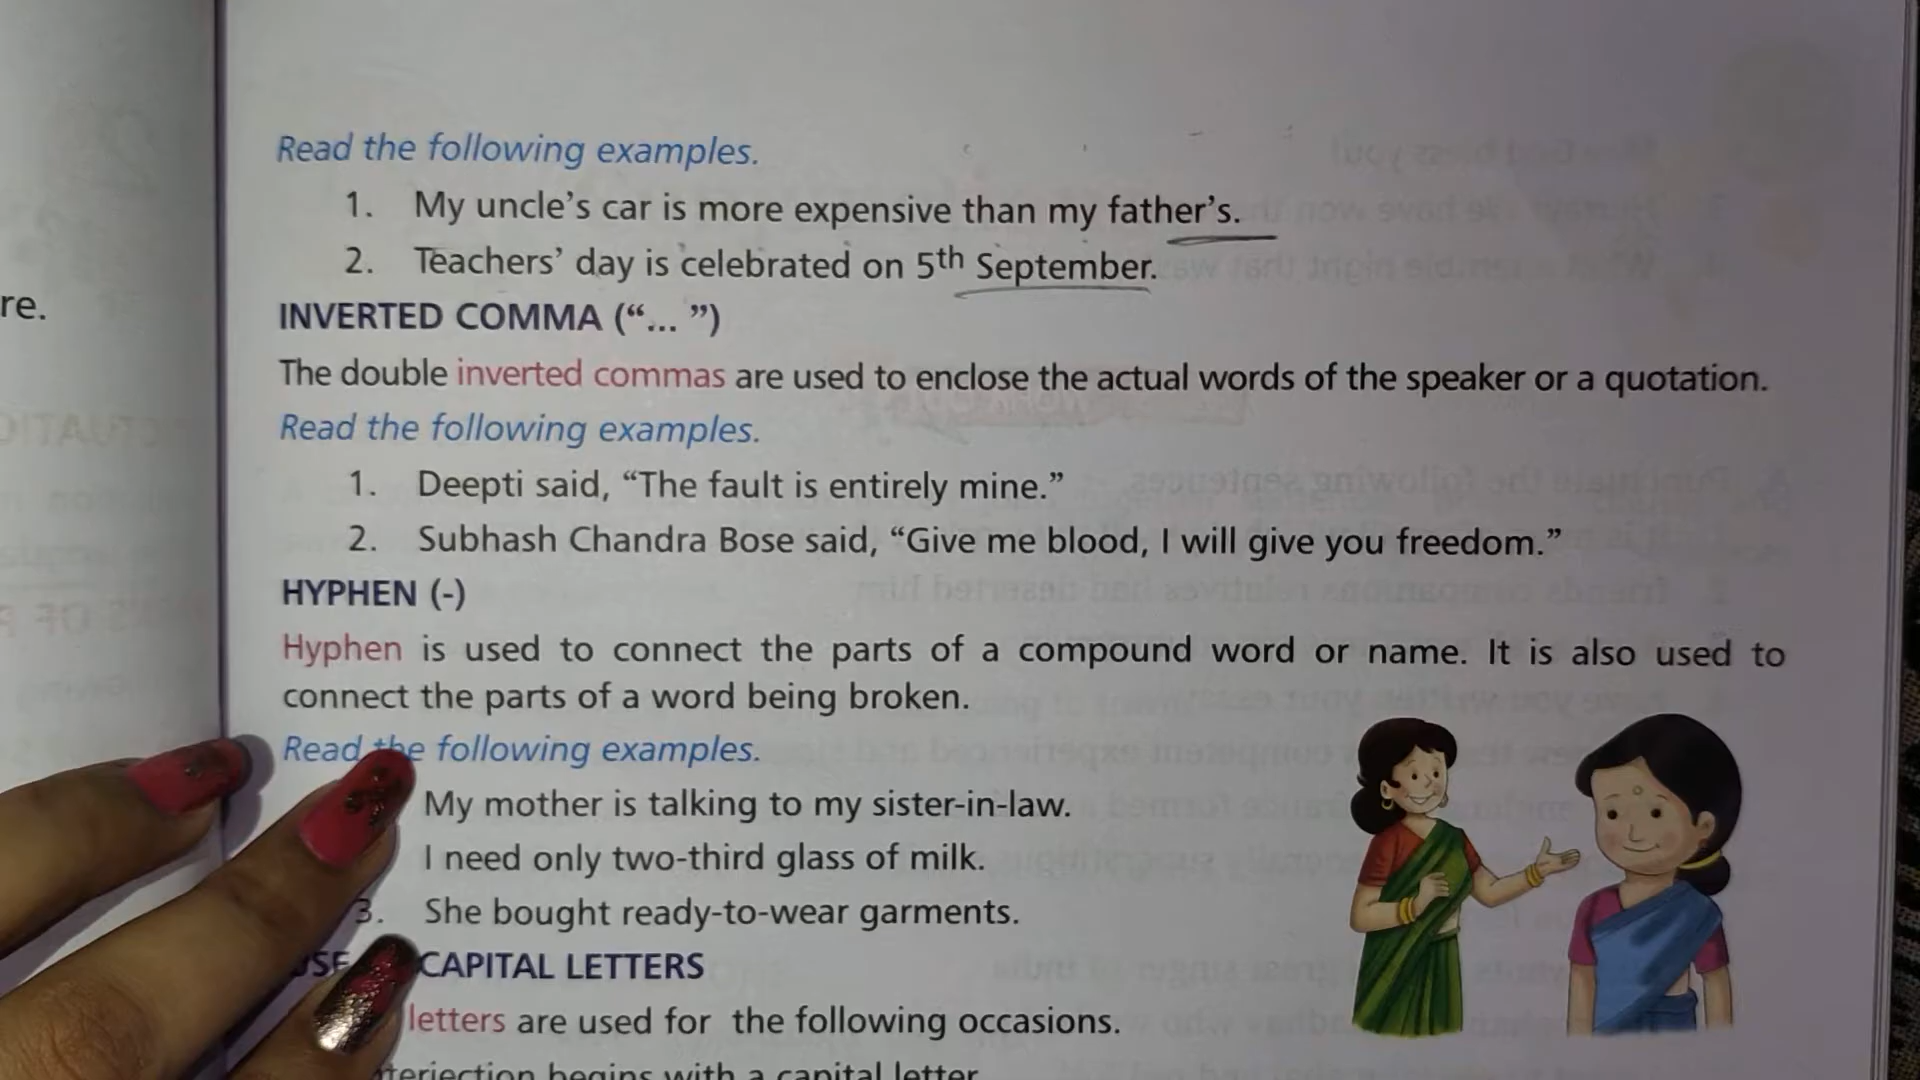 Read the following examples.
1. My uncle’s car is more expensive than my father’s.
2. Teachers’ day is celebrated on 5th September.
re.
INVERTED COMMA (“... ”)
The double inverted commas are used to enclose the actual words of the speaker or a quotation.
Read the following examples.
1. Deepti said, “The fault is entirely mine.”
2. Subhash Chandra Bose said, “Give me blood, I will give you freedom.”
HYPHEN (-)
Hyphen is used to connect the parts of a compound word or name. It is also used to
connect the parts of a word being broken.
Read the following examples.
My mother is talking to my sister-in-law.
I need only two-third glass of milk.
3. She bought ready-to-wear garments.
CAPITAL LETTERS
letters are used for the following occasions.
begins with a capital letter